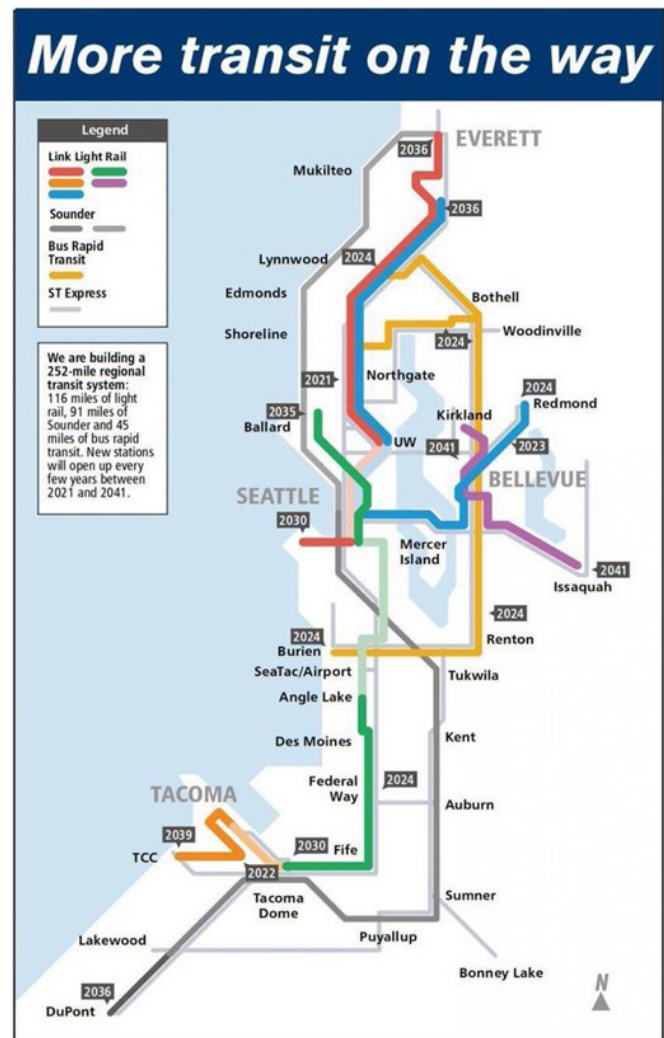 More transit on the way
Legend
Link Light Rail
Sounder
Bus Rapid
Transit
ST Express
We are building a
252-mile regional
transit system:
116 miles of light
rail, 91 miles of
Sounder and 45
miles of bus rapid
transit. New stations
will open up every
few years between
2021 and 2041.
EVERETT
2036
Mukilteo
2036
Lynnwood
2024
Edmonds
Bothell
Shoreline
Woodinville
2024
2021
Northgate
2035
Ballard
Kirkland
2024
Redmond
UW
2041
2023
SEATTLE
BELLEVUE
2030
Mercer
Island
2041
Issaquah
2024
Renton
2024
Burien
SeaTac/Airport
Tukwila
Angle Lake
Des Moines
Kent
Federal
Way
2024
Auburn
TACOMA
2039
TCC
2030
Fife
2022
Tacoma
Dome
Sumner
Puyallup
Lakewood
Bonney Lake
2036
DuPont
N